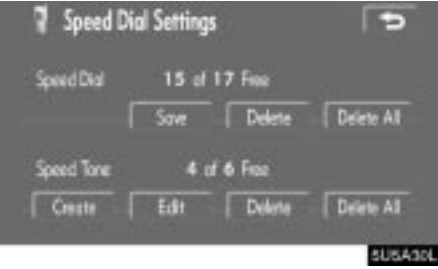 Speed Dial Settings
Speed Dial 15 of 17 Free
Save Delete Delete All
Speed Tone 4 of 6 Free
Create Edit Delete Delete All
5U5A30L